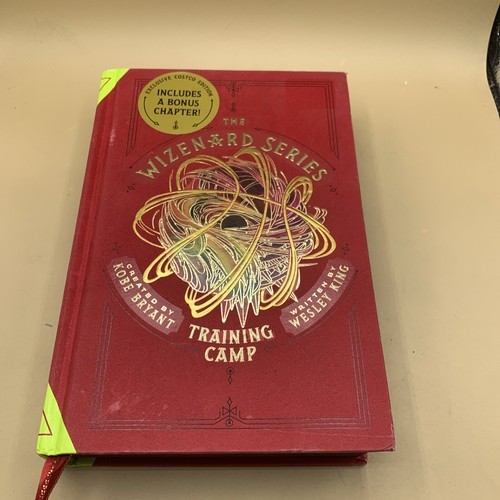 EXCLUSIVE COSTCO EDITION
INCLUDES
A BONUS
CHAPTER!
THE
WIZENARD SERIES
CREATED BY
KOBE BRYANT
WRITTEN BY
WESLEY KING
TRAINING
CAMP